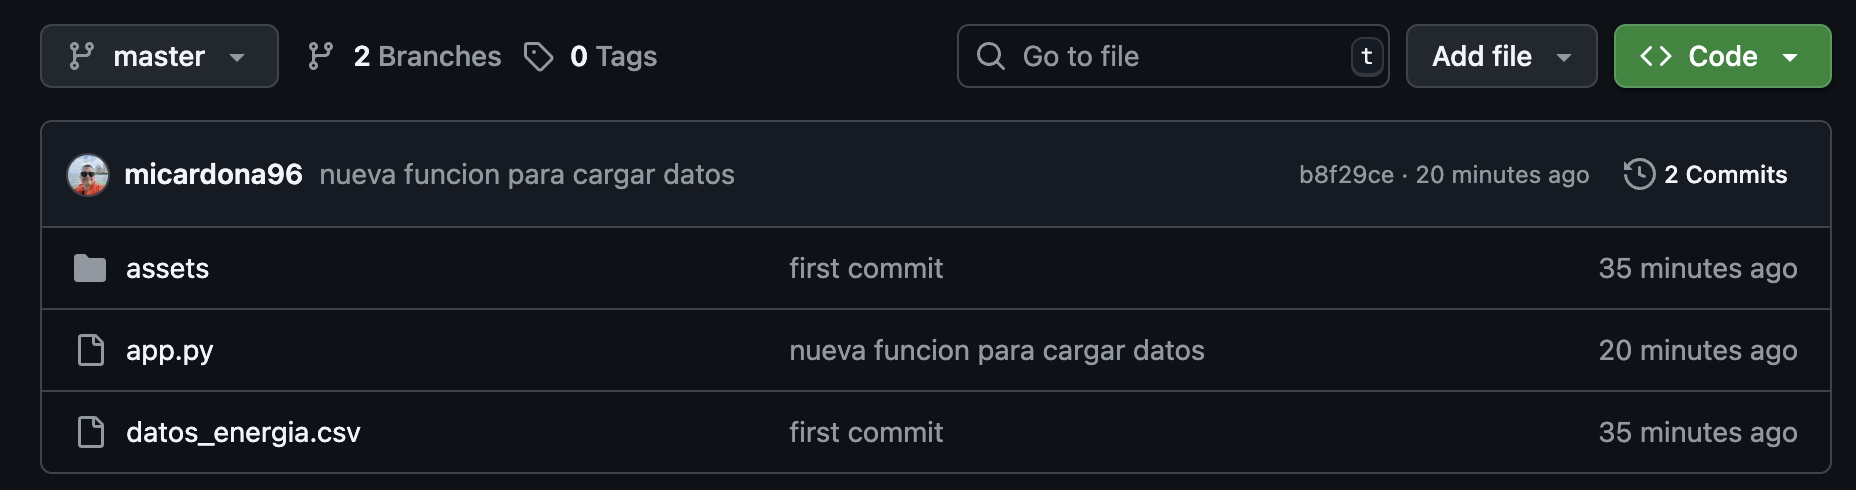 master 2 Branches 0 Tags Go to file t Add file Code
micardona96 nueva funcion para cargar datos b8f29ce · 20 minutes ago 2 Commits
assets first commit 35 minutes ago
app.py nueva funcion para cargar datos 20 minutes ago
datos_energia.csv first commit 35 minutes ago